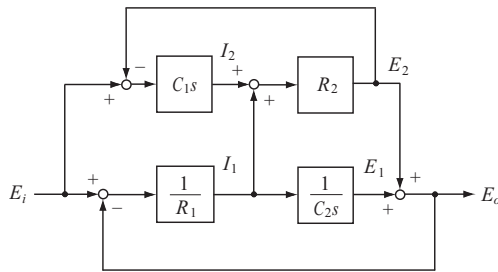 − I₂ E₂
C₁s + + R₂
+
Eᵢ + 1/R₁ I₁ 1/C₂s E₁ + + Eₒ
−